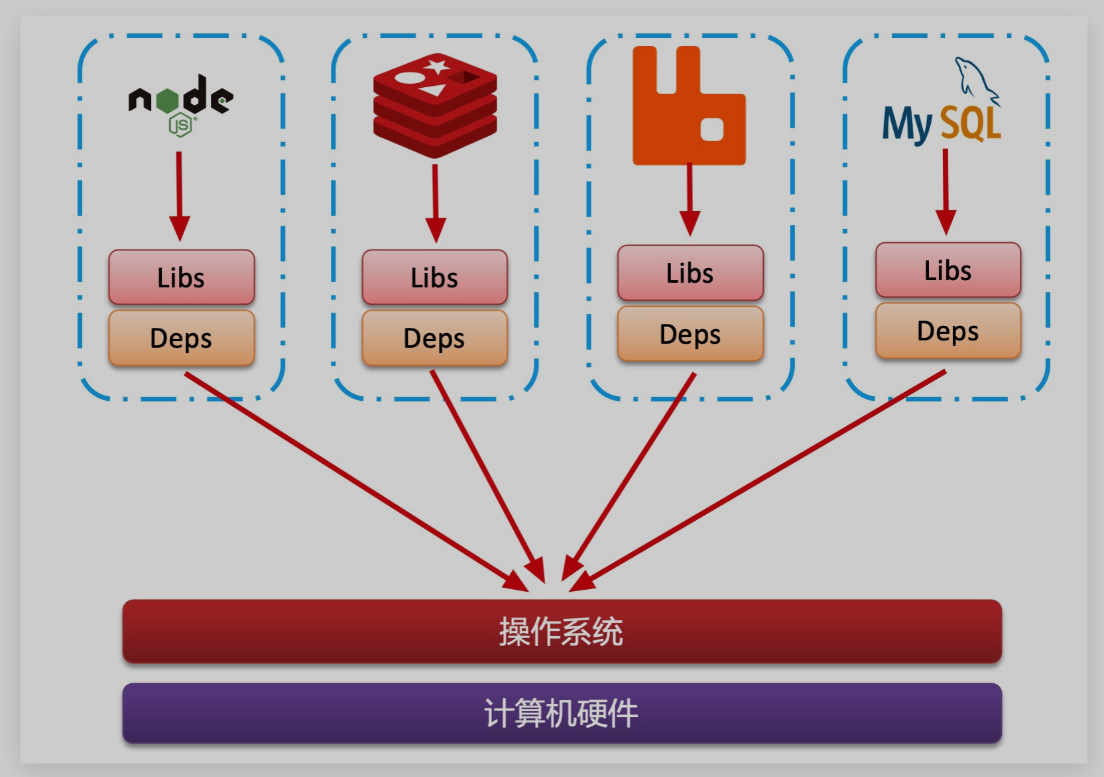 node
JS
MySQL
Libs
Deps
Libs
Deps
Libs
Deps
Libs
Deps
操作系统
计算机硬件